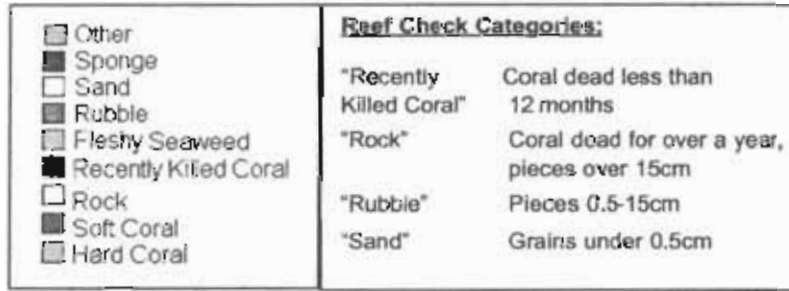 Other
Sponge
Sand
Rubble
Fleshy Seaweed
Recently Killed Coral
Rock
Soft Coral
Hard Coral
Reef Check Categories:
"Recently Killed Coral" Coral dead less than 12 months
"Rock" Coral dead for over a year, pieces over 15cm
"Rubble" Pieces 0.5-15cm
"Sand" Grains under 0.5cm